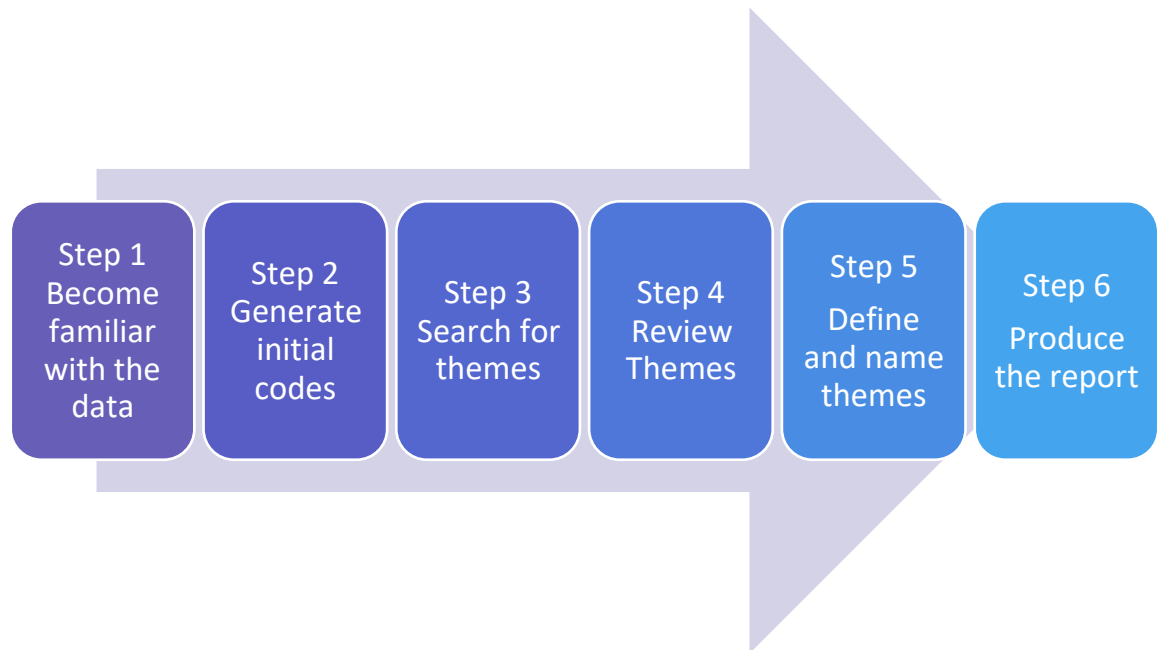 Step 1
Become
familiar
with the
data
Step 2
Generate
initial
codes
Step 3
Search for
themes
Step 4
Review
Themes
Step 5
Define
and name
themes
Step 6
Produce
the report